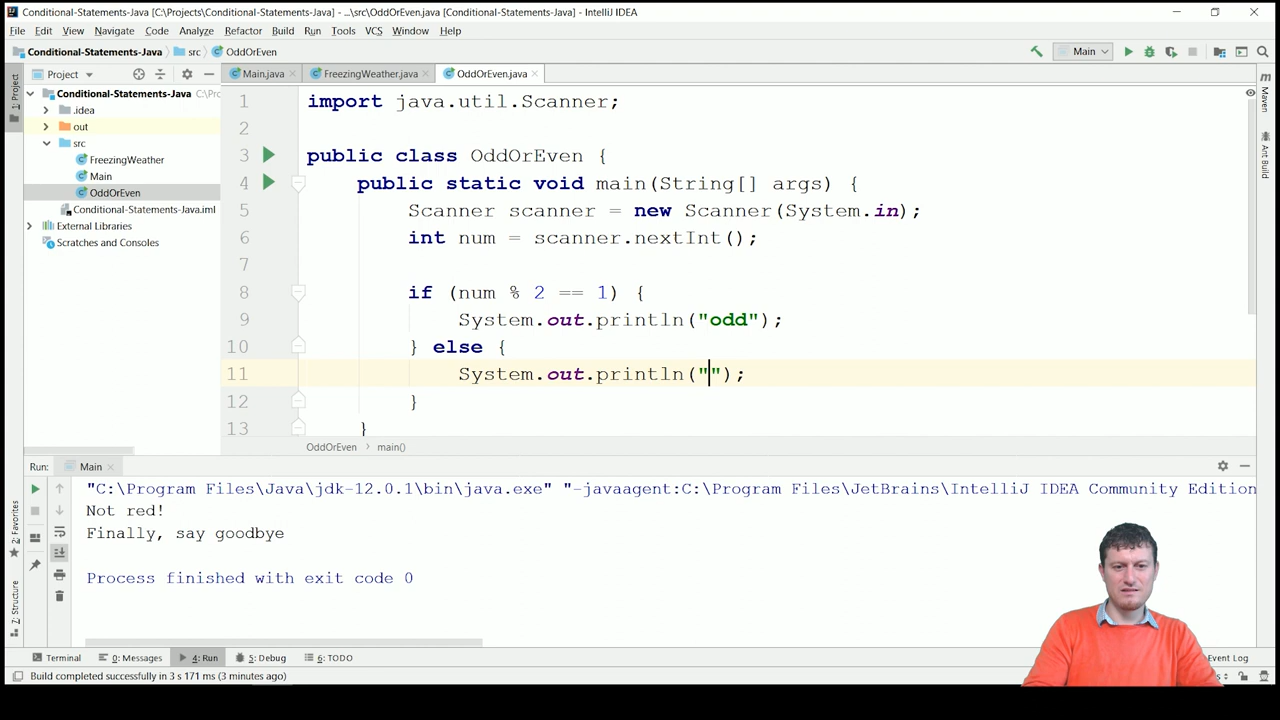 Conditional-Statements-Java [C:\Projects\Conditional-Statements-Java] - ...\src\OddOrEven.java [Conditional-Statements-Java] - IntelliJ IDEA
File Edit View Navigate Code Analyze Refactor Build Run Tools VCS Window Help
Conditional-Statements-Java src OddOrEven Main
1: Project
Project
Main.java FreezingWeather.java OddOrEven.java
Conditional-Statements-Java C:\Pro
.idea
out
src
FreezingWeather
Main
OddOrEven
Conditional-Statements-Java.iml
External Libraries
Scratches and Consoles
1 import java.util.Scanner;
2
3 public class OddOrEven {
4 public static void main(String[] args) {
5 Scanner scanner = new Scanner(System.in);
6 int num = scanner.nextInt();
7
8 if (num % 2 == 1) {
9 System.out.println("odd");
10 } else {
11 System.out.println("");
12 }
13 }
OddOrEven main()
Maven
Ant Build
Run: Main
"C:\Program Files\Java\jdk-12.0.1\bin\java.exe" "-javaagent:C:\Program Files\JetBrains\IntelliJ IDEA Community Edition
Not red!
Finally, say goodbye
Process finished with exit code 0
2: Favorites
7: Structure
Terminal 0: Messages 4: Run 5: Debug 6: TODO Event Log
Build completed successfully in 3 s 171 ms (3 minutes ago)